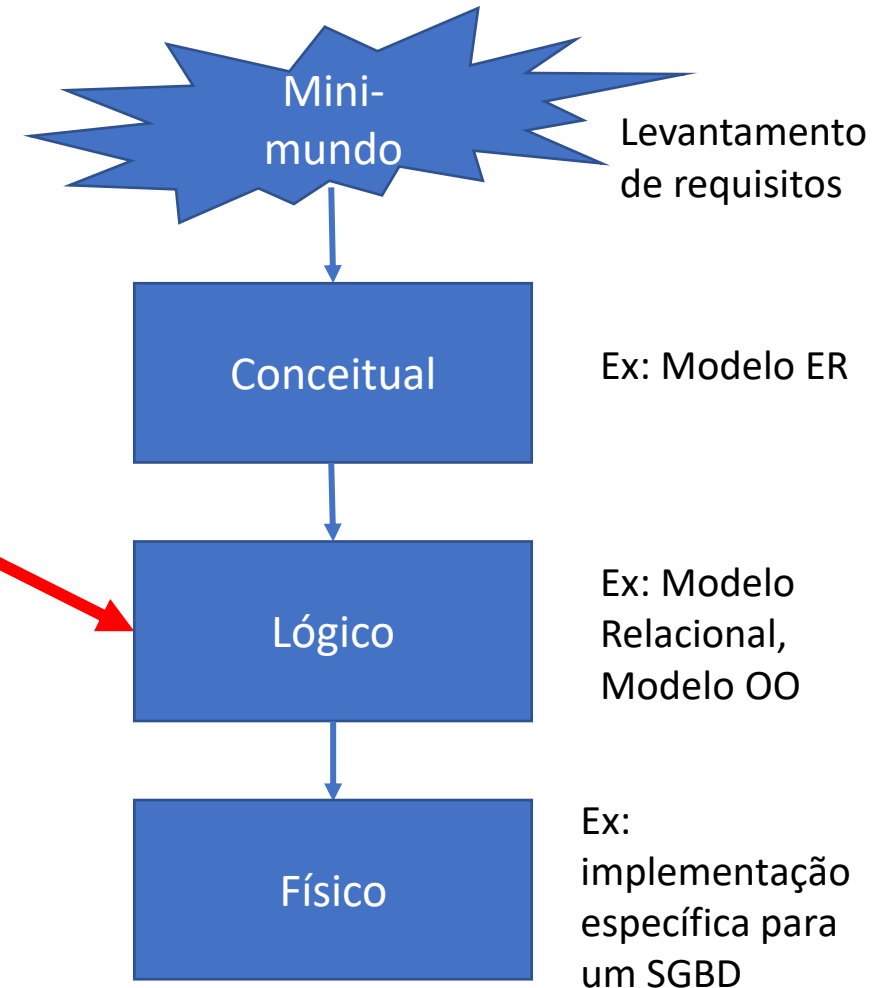 Mini-
mundo
Levantamento
de requisitos
Conceitual
Ex: Modelo ER
Lógico
Ex: Modelo
Relacional,
Modelo OO
Físico
Ex:
implementação
específica para
um SGBD